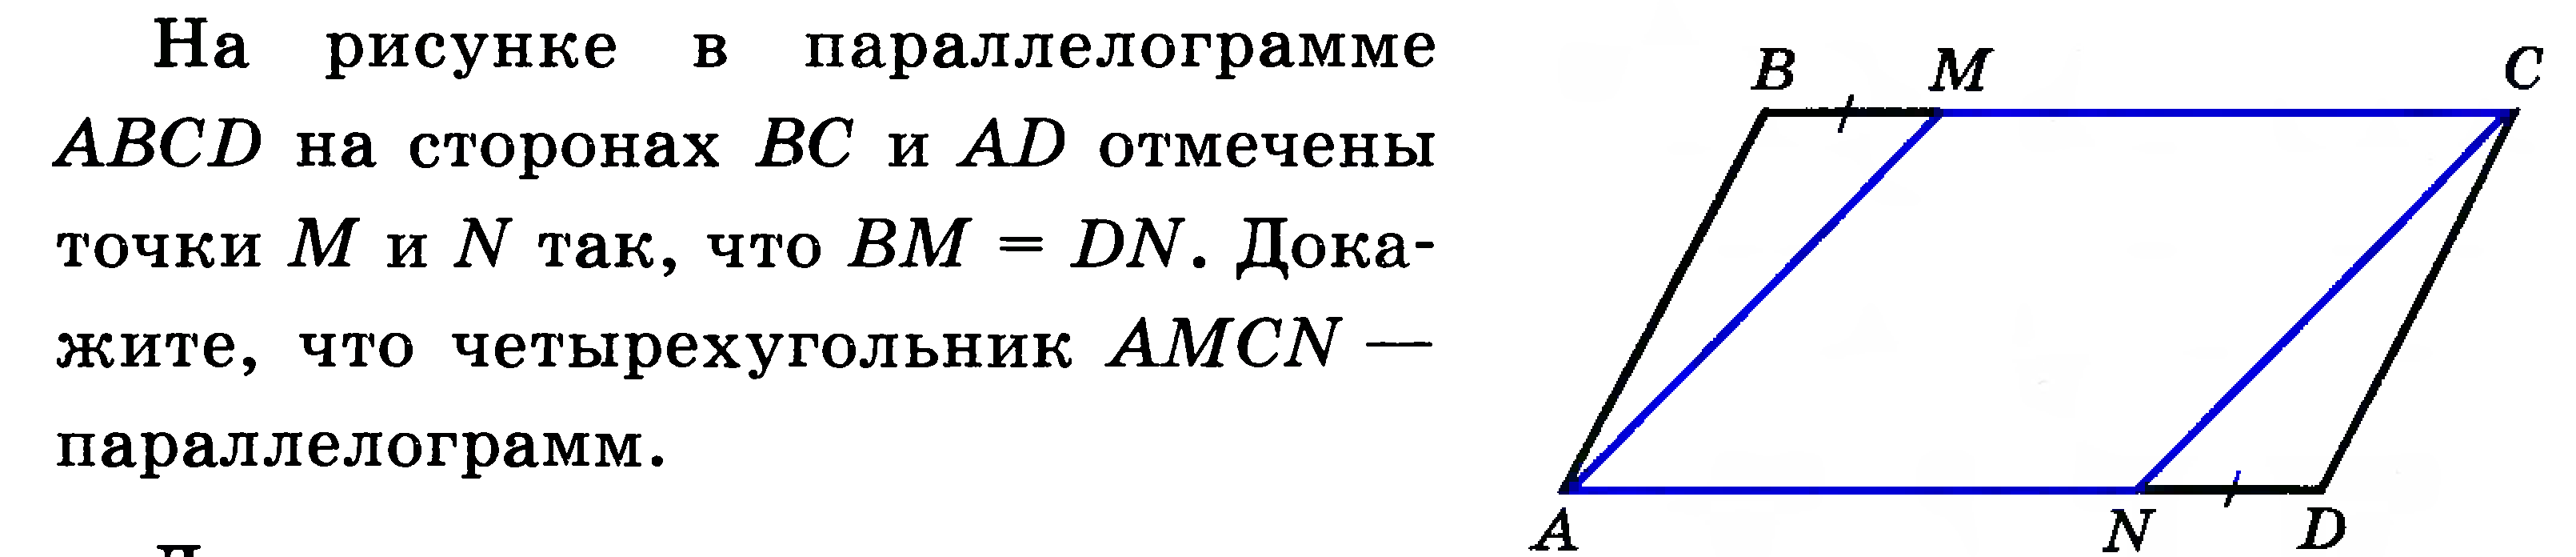 На рисунке в параллелограмме
ABCD на сторонах BC и AD отмечены
точки M и N так, что BM = DN. Дока-
жите, что четырехугольник AMCN —
параллелограмм.
B M C
A N D